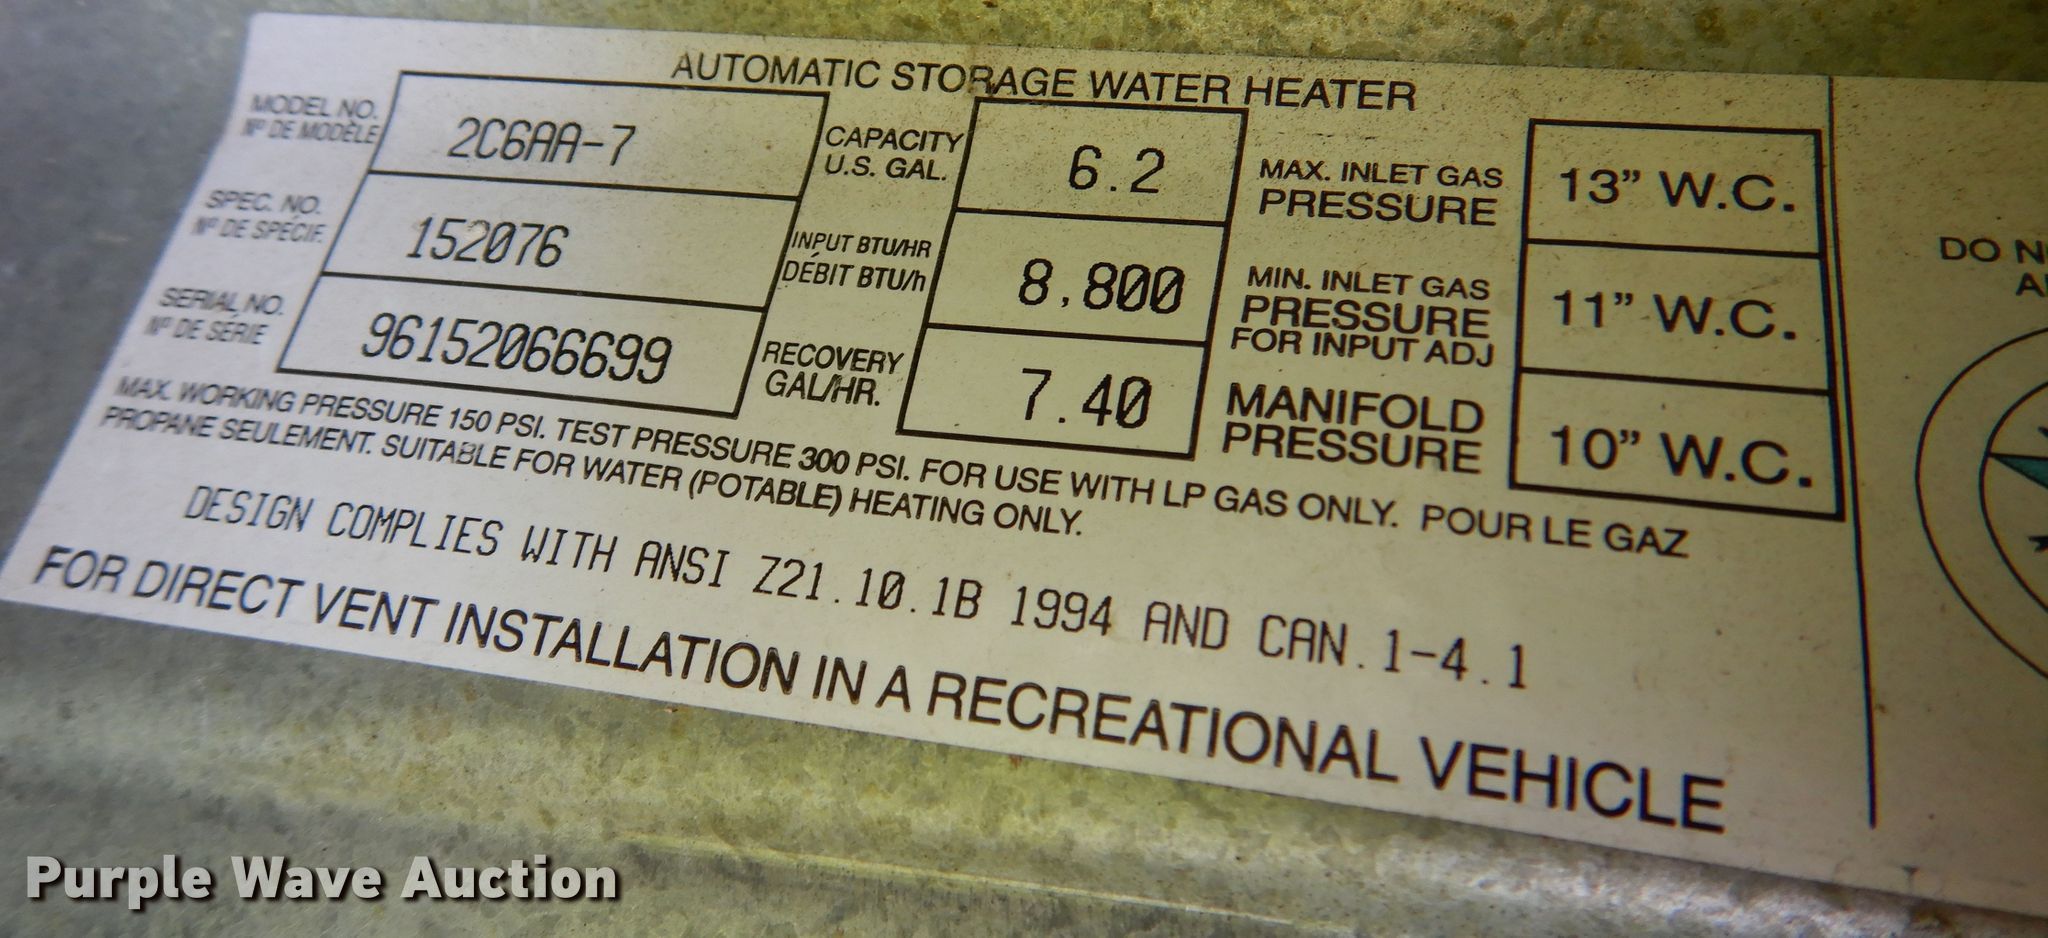 AUTOMATIC STORAGE WATER HEATER
MODEL NO.
Nº DE MODÈLE
2C6AA-7
CAPACITY
U.S. GAL.
6.2
MAX. INLET GAS
PRESSURE
13” W.C.
SPEC. NO.
Nº DE SPÉCIF.
152076
INPUT BTU/HR
DÉBIT BTU/h
8,800
MIN. INLET GAS
PRESSURE
FOR INPUT ADJ
11” W.C.
SERIAL NO.
Nº DE SERIE
96152066699
RECOVERY
GAL/HR.
7.40
MANIFOLD
PRESSURE
10” W.C.
MAX. WORKING PRESSURE 150 PSI. TEST PRESSURE 300 PSI. FOR USE WITH LP GAS ONLY. POUR LE GAZ
PROPANE SEULEMENT. SUITABLE FOR WATER (POTABLE) HEATING ONLY.
DESIGN COMPLIES WITH ANSI Z21.10.1B 1994 AND CAN.1-4.1
FOR DIRECT VENT INSTALLATION IN A RECREATIONAL VEHICLE
DO
Purple Wave Auction